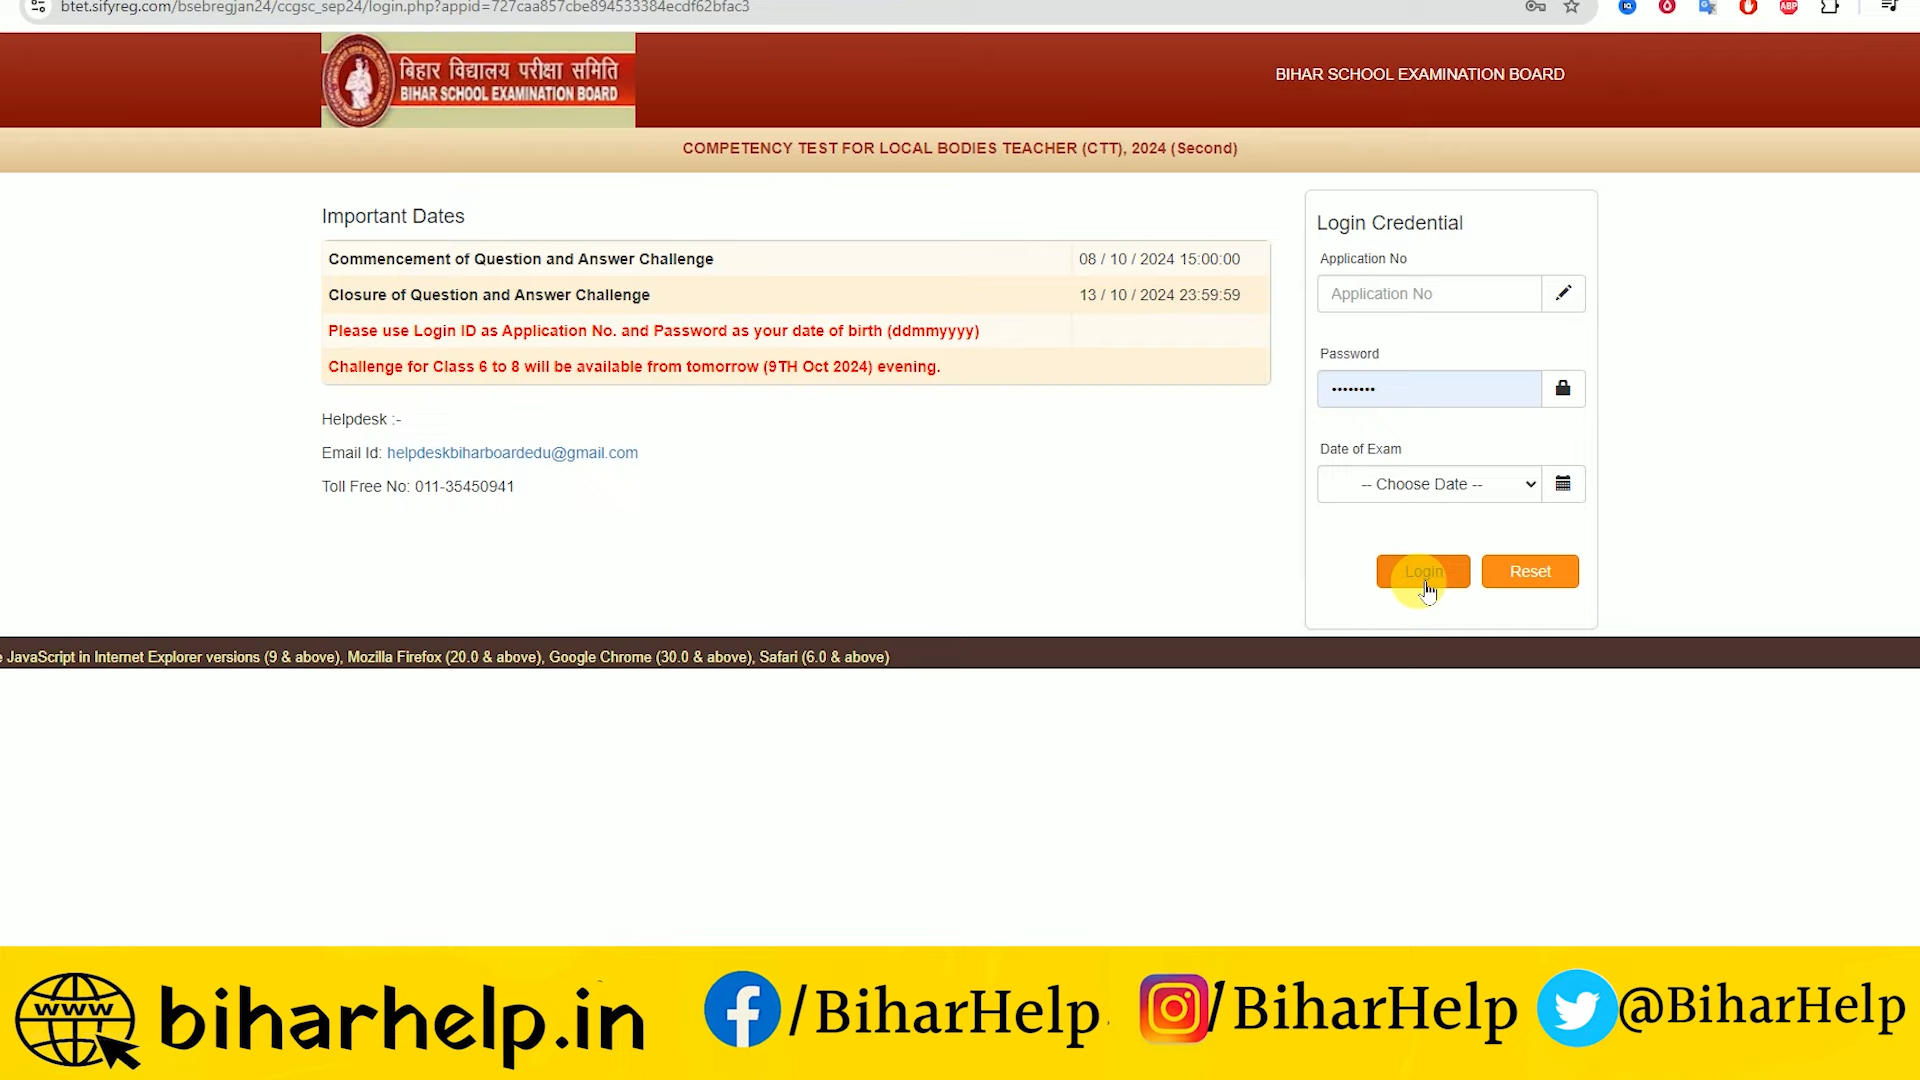 btet.sifyreg.com/bsebregjan24/ccgsc_sep24/login.php?appid=727caa857cbe894533384ecdf62bfac3
बिहार विद्यालय परीक्षा समिति
BIHAR SCHOOL EXAMINATION BOARD
BIHAR SCHOOL EXAMINATION BOARD
COMPETENCY TEST FOR LOCAL BODIES TEACHER (CTT), 2024 (Second)
Important Dates
Commencement of Question and Answer Challenge 08 / 10 / 2024 15:00:00
Closure of Question and Answer Challenge 13 / 10 / 2024 23:59:59
Please use Login ID as Application No. and Password as your date of birth (ddmmyyyy)
Challenge for Class 6 to 8 will be available from tomorrow (9TH Oct 2024) evening.
Helpdesk :-
Email Id: helpdeskbiharboardedu@gmail.com
Toll Free No: 011-35450941
Login Credential
Application No
Application No
Password
••••••••
Date of Exam
-- Choose Date --
Login Reset
JavaScript in Internet Explorer versions (9 & above), Mozilla Firefox (20.0 & above), Google Chrome (30.0 & above), Safari (6.0 & above)
www biharhelp.in /BiharHelp /BiharHelp @BiharHelp
ABP